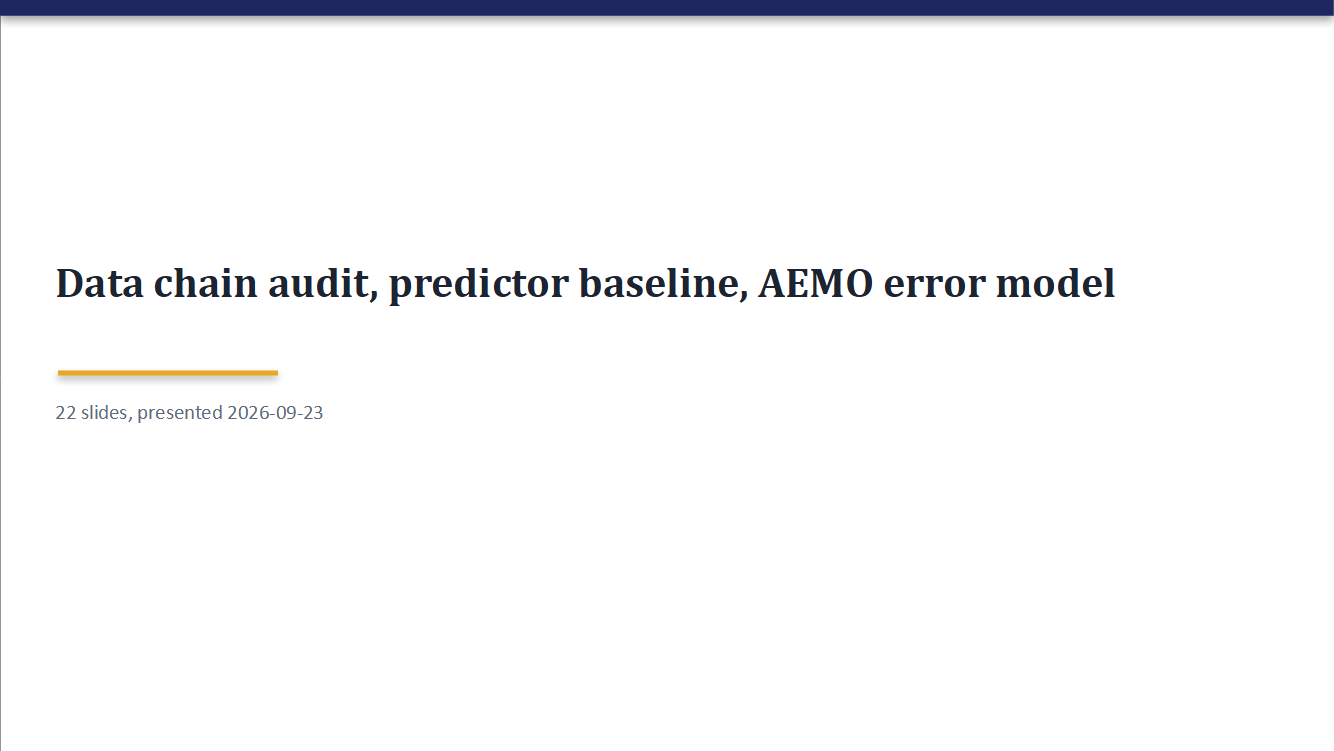 Data chain audit, predictor baseline, AEMO error model
22 slides, presented 2026-09-23